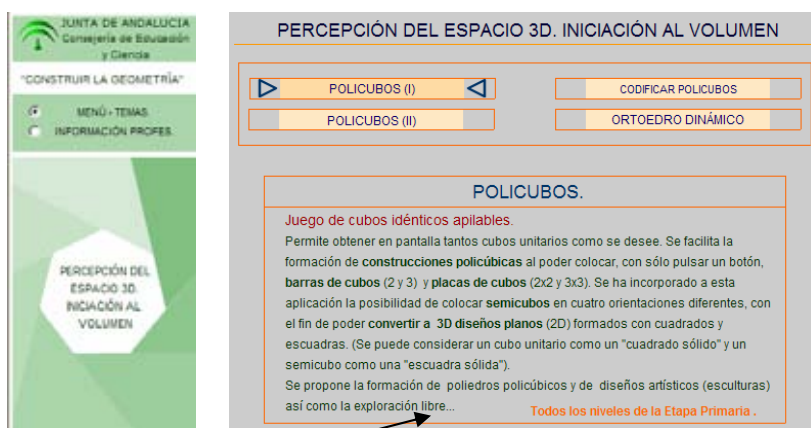 JUNTA DE ANDALUCIA
Consejería de Educación
y Ciencia
"CONSTRUIR LA GEOMETRÍA"
MENÚ - TEMAS
INFORMACIÓN PROFES.
PERCEPCIÓN DEL
ESPACIO 3D.
INICIACIÓN AL
VOLUMEN
PERCEPCIÓN DEL ESPACIO 3D. INICIACIÓN AL VOLUMEN
POLICUBOS (I)
CODIFICAR POLICUBOS
POLICUBOS (II)
ORTOEDRO DINÁMICO
POLICUBOS.
Juego de cubos idénticos apilables.
Permite obtener en pantalla tantos cubos unitarios como se desee. Se facilita la
formación de construcciones policúbicas al poder colocar, con sólo pulsar un botón,
barras de cubos (2 y 3) y placas de cubos (2x2 y 3x3). Se ha incorporado a esta
aplicación la posibilidad de colocar semicubos en cuatro orientaciones diferentes, con
el fin de poder convertir a 3D diseños planos (2D) formados con cuadrados y
escuadras. (Se puede considerar un cubo unitario como un "cuadrado sólido" y un
semicubo como una "escuadra sólida").
Se propone la formación de poliedros policúbicos y de diseños artísticos (esculturas)
así como la exploración libre...
Todos los niveles de la Etapa Primaria .